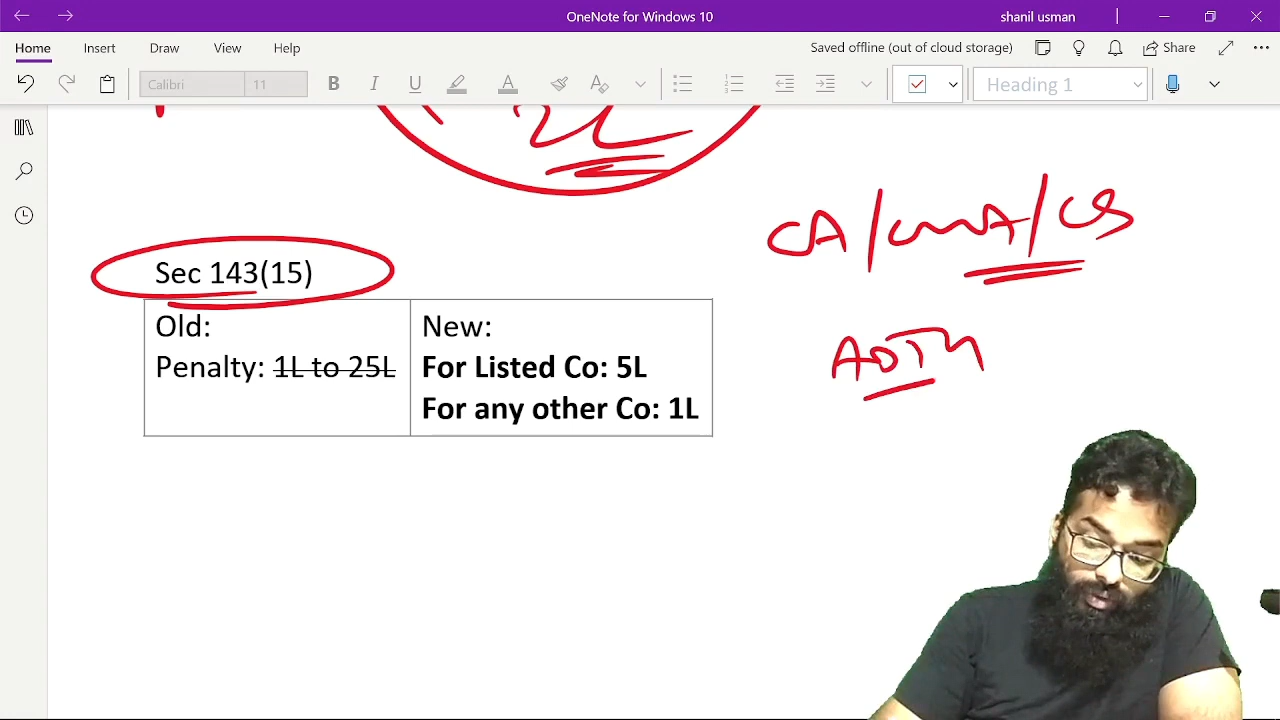 OneNote for Windows 10
shanil usman
Home
Insert
Draw
View
Help
Saved offline (out of cloud storage)
Share
Calibri
11
B
I
U
A
Heading 1
2L
CA/CMA/CS
Sec 143(15)
Old:
Penalty: 1L to 25L
New:
For Listed Co: 5L
For any other Co: 1L